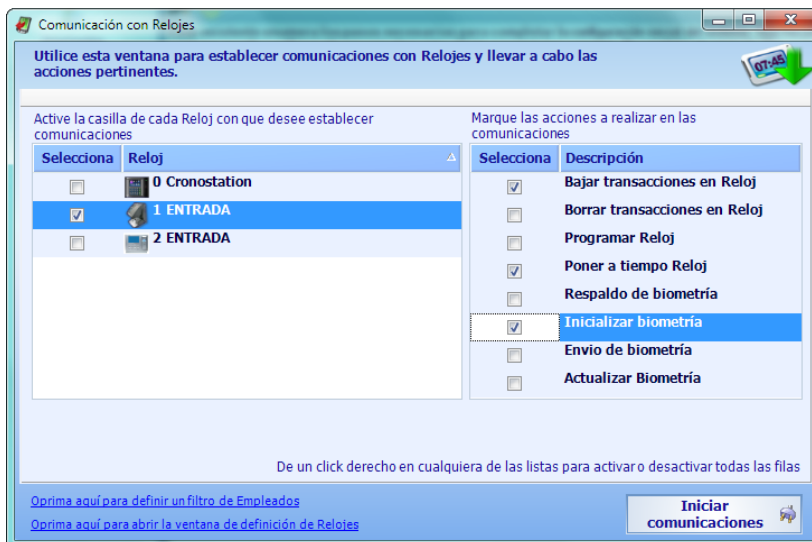 Comunicación con Relojes
Utilice esta ventana para establecer comunicaciones con Relojes y llevar a cabo las
acciones pertinentes.
07:45
Active la casilla de cada Reloj con que desee establecer
comunicaciones
Selecciona Reloj
0 Cronostation
1 ENTRADA
2 ENTRADA
Marque las acciones a realizar en las
comunicaciones
Selecciona Descripción
Bajar transacciones en Reloj
Borrar transacciones en Reloj
Programar Reloj
Poner a tiempo Reloj
Respaldo de biometría
Inicializar biometría
Envio de biometría
Actualizar Biometría
De un click derecho en cualquiera de las listas para activar o desactivar todas las filas
Oprima aquí para definir un filtro de Empleados
Oprima aquí para abrir la ventana de definición de Relojes
Iniciar
comunicaciones